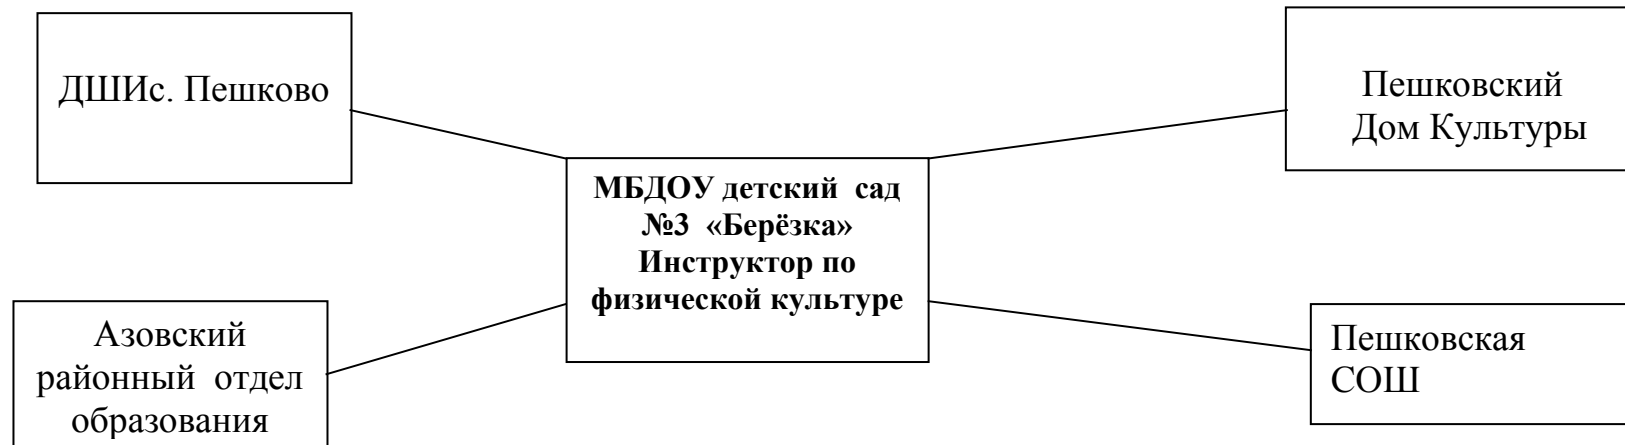 ДШИс. Пешково
Пешковский
Дом Культуры
МБДОУ детский сад
№3 «Берёзка»
Инструктор по
физической культуре
Азовский
районный отдел
образования
Пешковская
СОШ